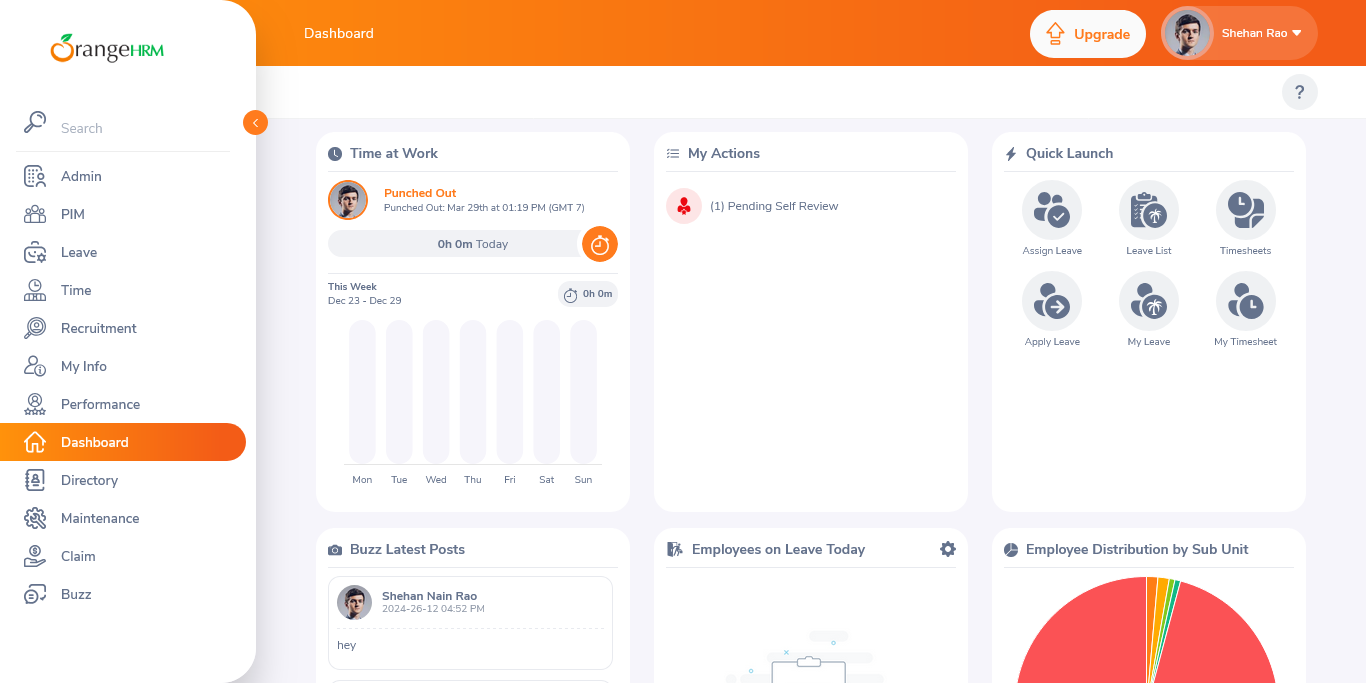 OrangeHRM
Search
Admin
PIM
Leave
Time
Recruitment
My Info
Performance
Dashboard
Directory
Maintenance
Claim
Buzz
Dashboard
Upgrade
Shehan Rao
?
Time at Work
Punched Out
Punched Out: Mar 29th at 01:19 PM (GMT 7)
0h 0m Today
This Week
Dec 23 - Dec 29
0h 0m
Mon Tue Wed Thu Fri Sat Sun
My Actions
(1) Pending Self Review
Quick Launch
Assign Leave Leave List Timesheets
Apply Leave My Leave My Timesheet
Buzz Latest Posts
Shehan Nain Rao
2024-26-12 04:52 PM
hey
Employees on Leave Today
Employee Distribution by Sub Unit